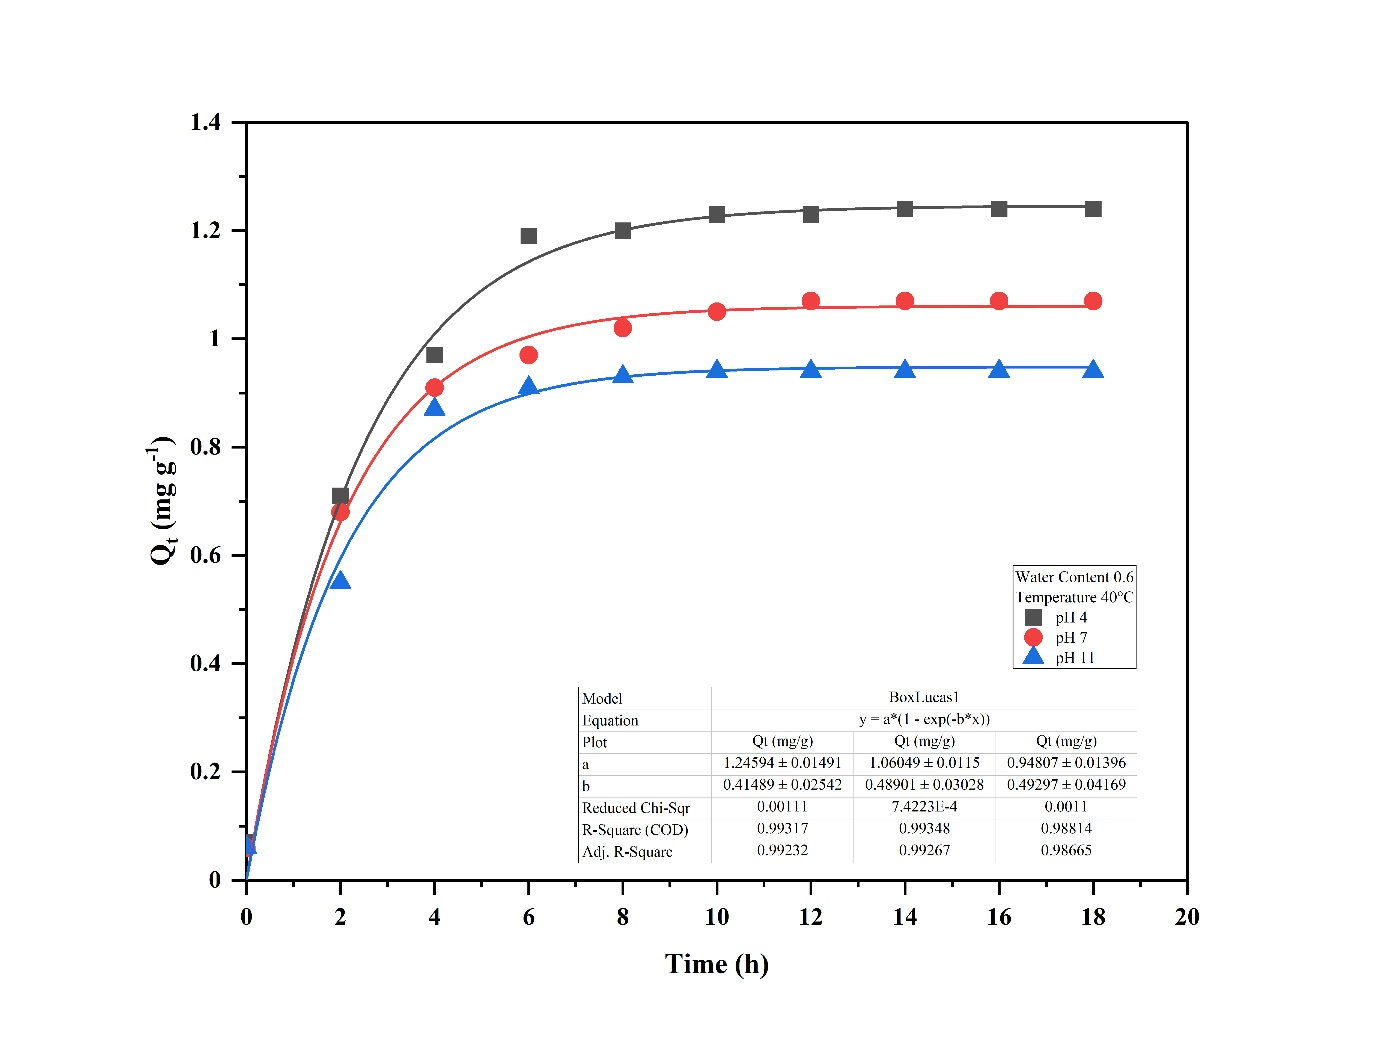 1.4
1.2
1
0.8
0.6
0.4
0.2
0
Qt (mg g-1)
0 2 4 6 8 10 12 14 16 18 20
Time (h)
Water Content 0.6
Temperature 40°C
pH 4
pH 7
pH 11
Model BoxLucas1
Equation y = a*(1 - exp(-b*x))
Plot Qt (mg/g) Qt (mg/g) Qt (mg/g)
a 1.24594 ± 0.01491 1.06049 ± 0.0115 0.94807 ± 0.01396
b 0.41489 ± 0.02542 0.48901 ± 0.03028 0.49297 ± 0.04169
Reduced Chi-Sqr 0.00111 7.4223E-4 0.0011
R-Square (COD) 0.99317 0.99348 0.98814
Adj. R-Square 0.99232 0.99267 0.98665